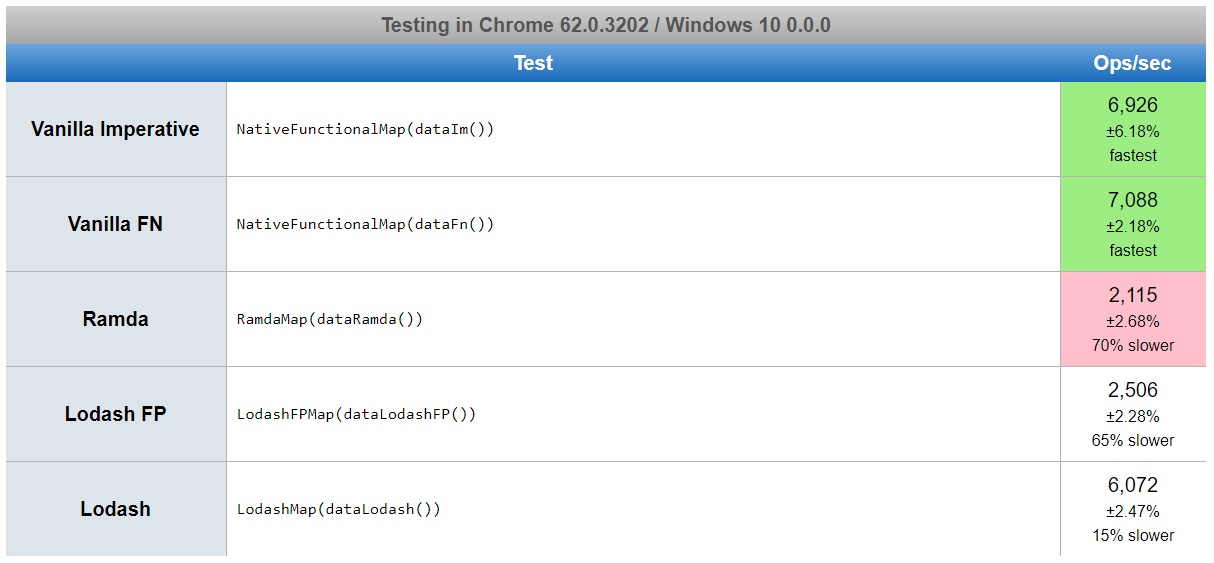 Testing in Chrome 62.0.3202 / Windows 10 0.0.0
Test Ops/sec
Vanilla Imperative NativeFunctionalMap(dataIm()) 6,926
±6.18%
fastest
Vanilla FN NativeFunctionalMap(dataFn()) 7,088
±2.18%
fastest
Ramda RamdaMap(dataRamda()) 2,115
±2.68%
70% slower
Lodash FP LodashFPMap(dataLodashFP()) 2,506
±2.28%
65% slower
Lodash LodashMap(dataLodash()) 6,072
±2.47%
15% slower